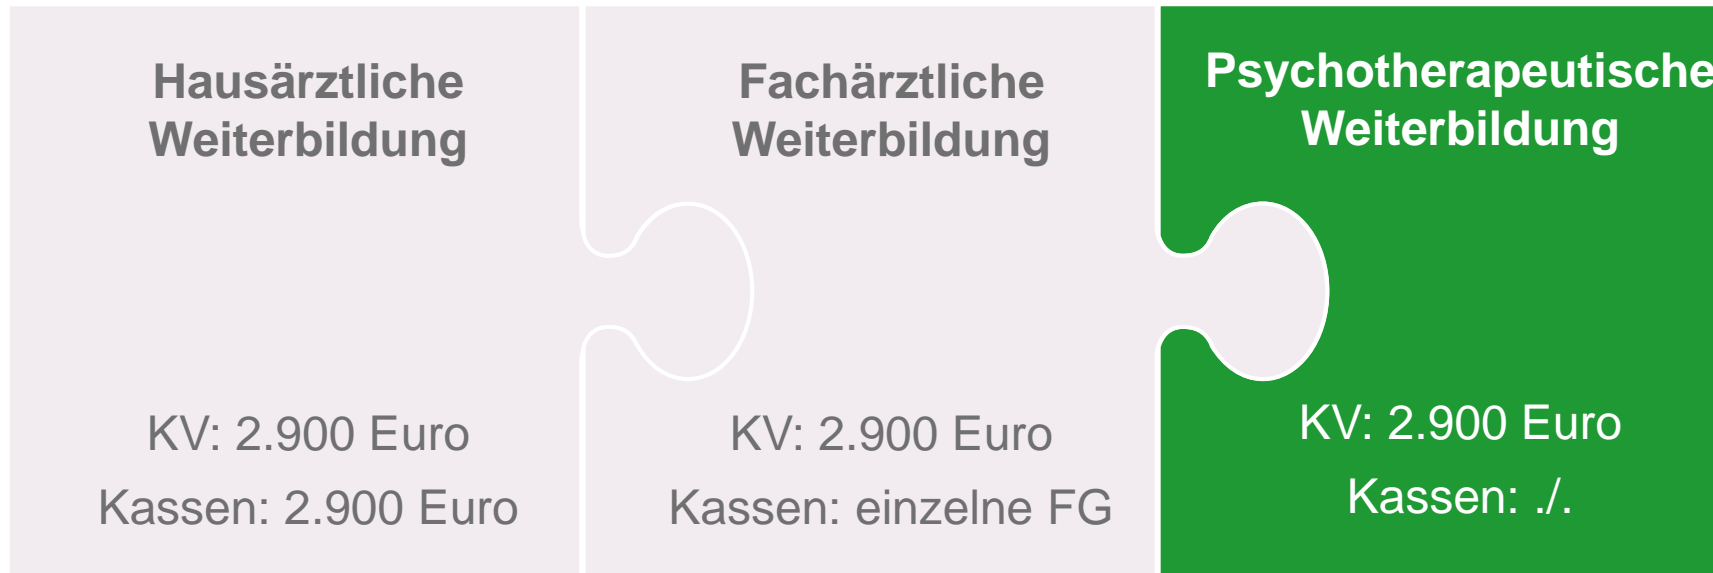 Hausärztliche
Weiterbildung
KV: 2.900 Euro
Kassen: 2.900 Euro
Fachärztliche
Weiterbildung
KV: 2.900 Euro
Kassen: einzelne FG
Psychotherapeutische
Weiterbildung
KV: 2.900 Euro
Kassen: ./.